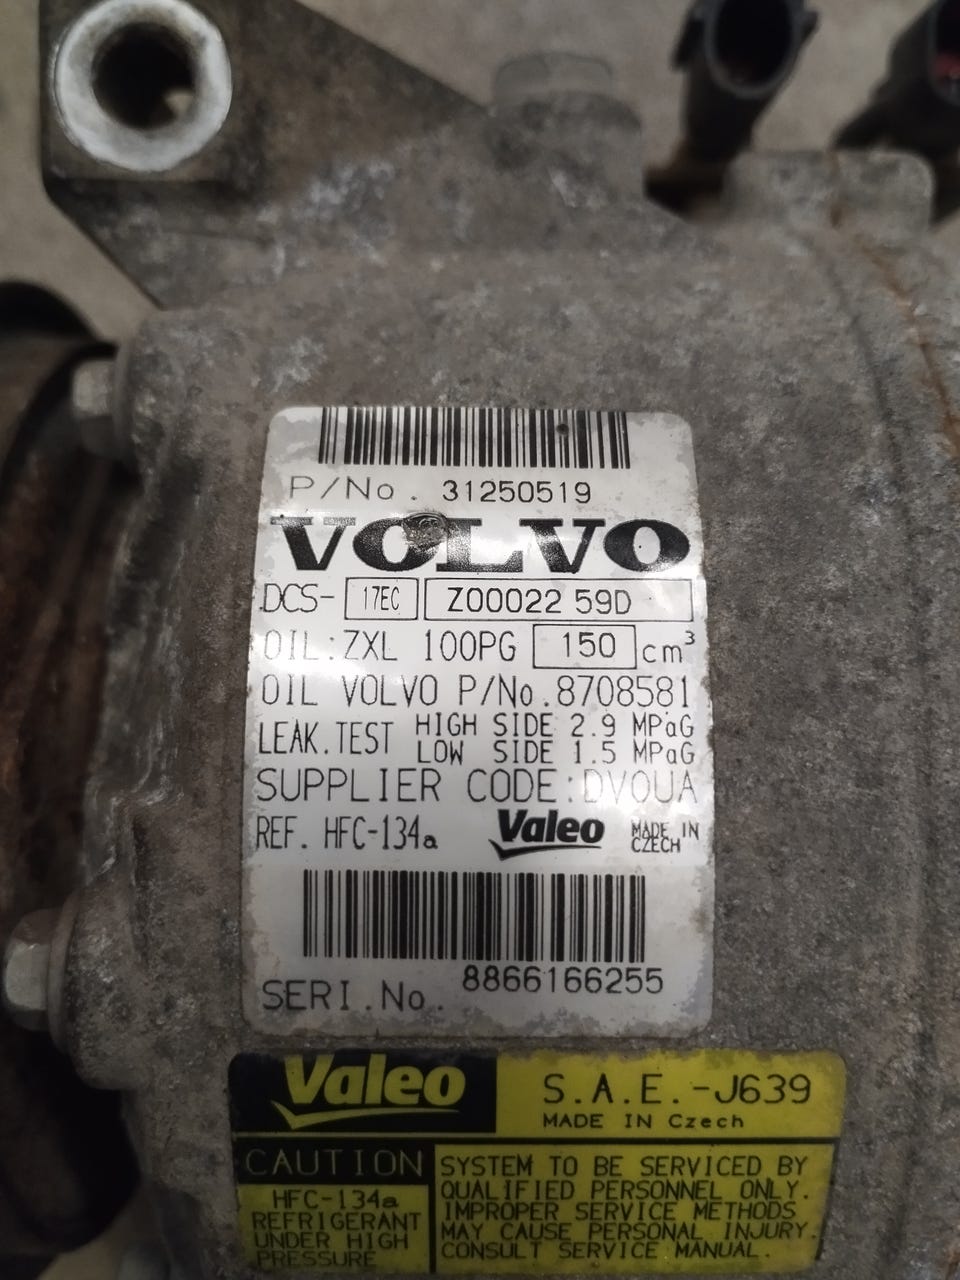 P/No. 31250519
VOLVO
DCS- 17EC Z0002259D
OIL:ZXL 100PG 150 cm³
OIL VOLVO P/No.8708581
LEAK.TEST HIGH SIDE 2.9 MPaG
LOW SIDE 1.5 MPaG
SUPPLIER CODE:DVOUA
REF. HFC-134a Valeo MADE IN
CZECH
SERI.No. 8866166255
Valeo S.A.E.-J639
MADE IN Czech
CAUTION
HFC-134a
REFRIGERANT
UNDER HIGH
PRESSURE
SYSTEM TO BE SERVICED BY
QUALIFIED PERSONNEL ONLY.
IMPROPER SERVICE METHODS
MAY CAUSE PERSONAL INJURY.
CONSULT SERVICE MANUAL.